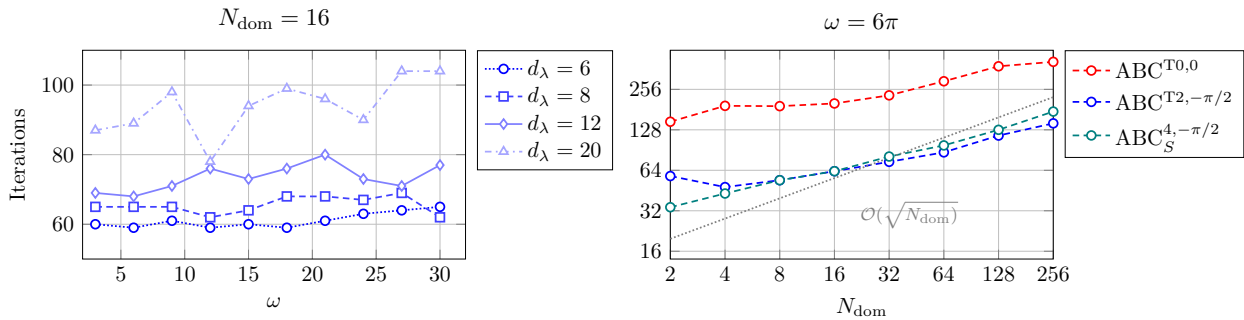 N_dom = 16
Iterations
100
80
60
5 10 15 20 25 30
ω
d_λ = 6
d_λ = 8
d_λ = 12
d_λ = 20
ω = 6π
256
128
64
32
16
2 4 8 16 32 64 128 256
N_dom
O(√N_dom)
ABC^{T0,0}
ABC^{T2,−π/2}
ABC_S^{4,−π/2}